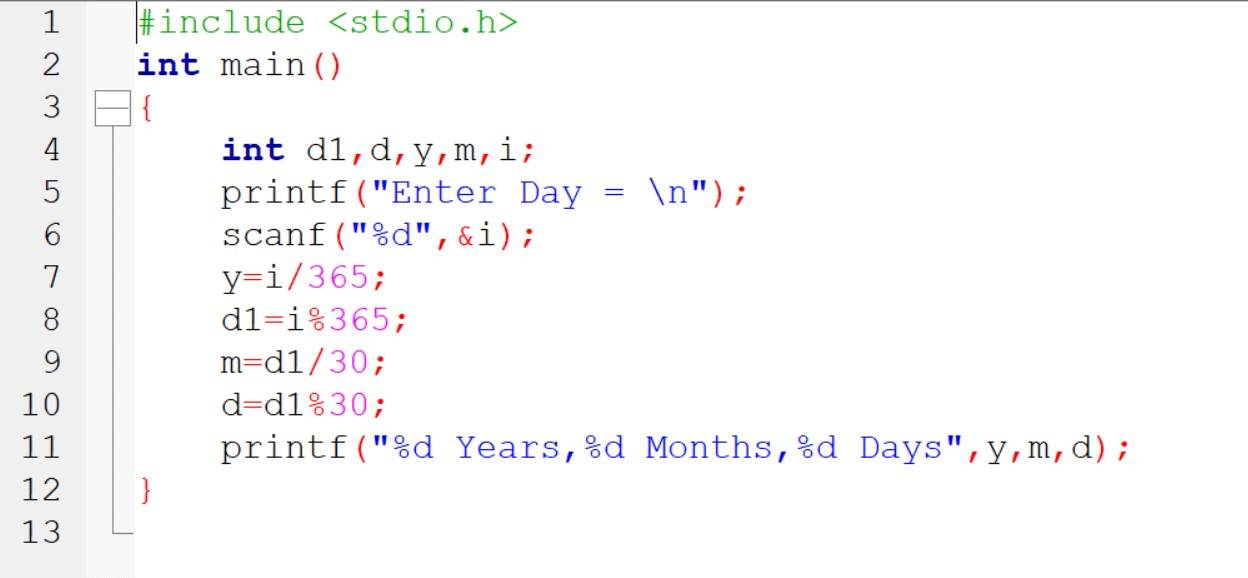 1 #include <stdio.h>
2 int main()
3 {
4 int d1,d,y,m,i;
5 printf("Enter Day = \n");
6 scanf("%d",&i);
7 y=i/365;
8 d1=i%365;
9 m=d1/30;
10 d=d1%30;
11 printf("%d Years,%d Months,%d Days",y,m,d);
12 }
13